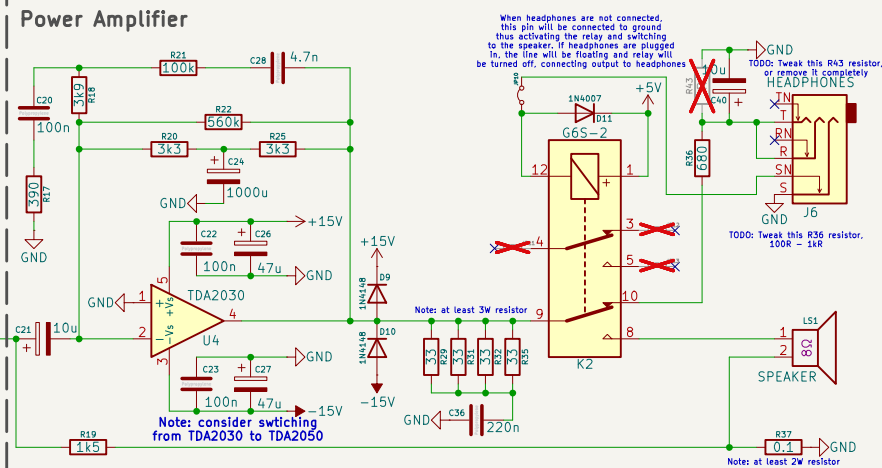 Power Amplifier
When headphones are not connected,
this pin will be connected to ground
thus activating the relay and switching
to the speaker. If headphones are plugged
in, the line will be floating and relay will
be turned off, connecting output to headphones
GND
TODO: Tweak this R43 resistor,
or remove it completely
HEADPHONES
R21
100k
C28
4.7n
R18
3k9
C20
100n
R22
560k
R20
3k3
R25
3k3
C24
1000u
GND
R17
390
GND
JP10
1N4007
D11
+5V
G6S-2
R43
10u
C40
R36
680
TN
T
RN
R
SN
S
J6
GND
12
1
+
3
4
5
10
9
8
K2
TODO: Tweak this R36 resistor,
100R - 1kR
+15V
C22
100n
C26
47u
GND
+15V
D9
1N4148
TDA2030
GND
1
2
3
4
5
+
-
+Vs
-Vs
U4
C21
10u
D10
1N4148
-15V
Note: at least 3W resistor
33
R29
33
R31
33
R32
33
R35
LS1
1
2
8Ω
SPEAKER
GND
C23
100n
C27
47u
-15V
GND
C36
220n
Note: consider swtiching
from TDA2030 to TDA2050
R19
1k5
R37
0.1
GND
Note: at least 2W resistor